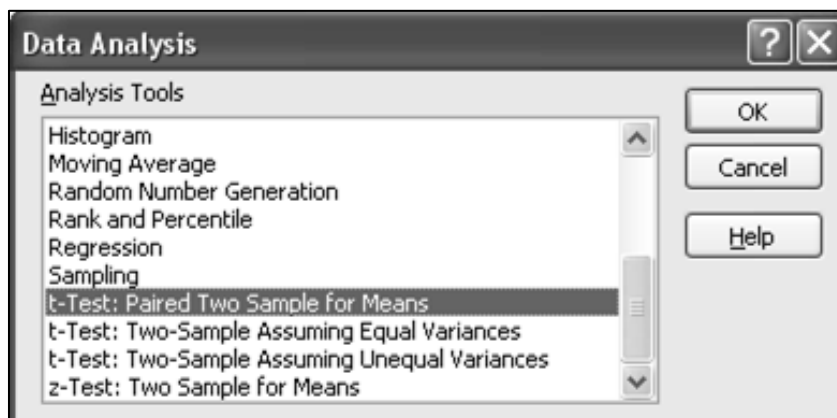 Data Analysis
Analysis Tools
Histogram
Moving Average
Random Number Generation
Rank and Percentile
Regression
Sampling
t-Test: Paired Two Sample for Means
t-Test: Two-Sample Assuming Equal Variances
t-Test: Two-Sample Assuming Unequal Variances
z-Test: Two Sample for Means
OK
Cancel
Help